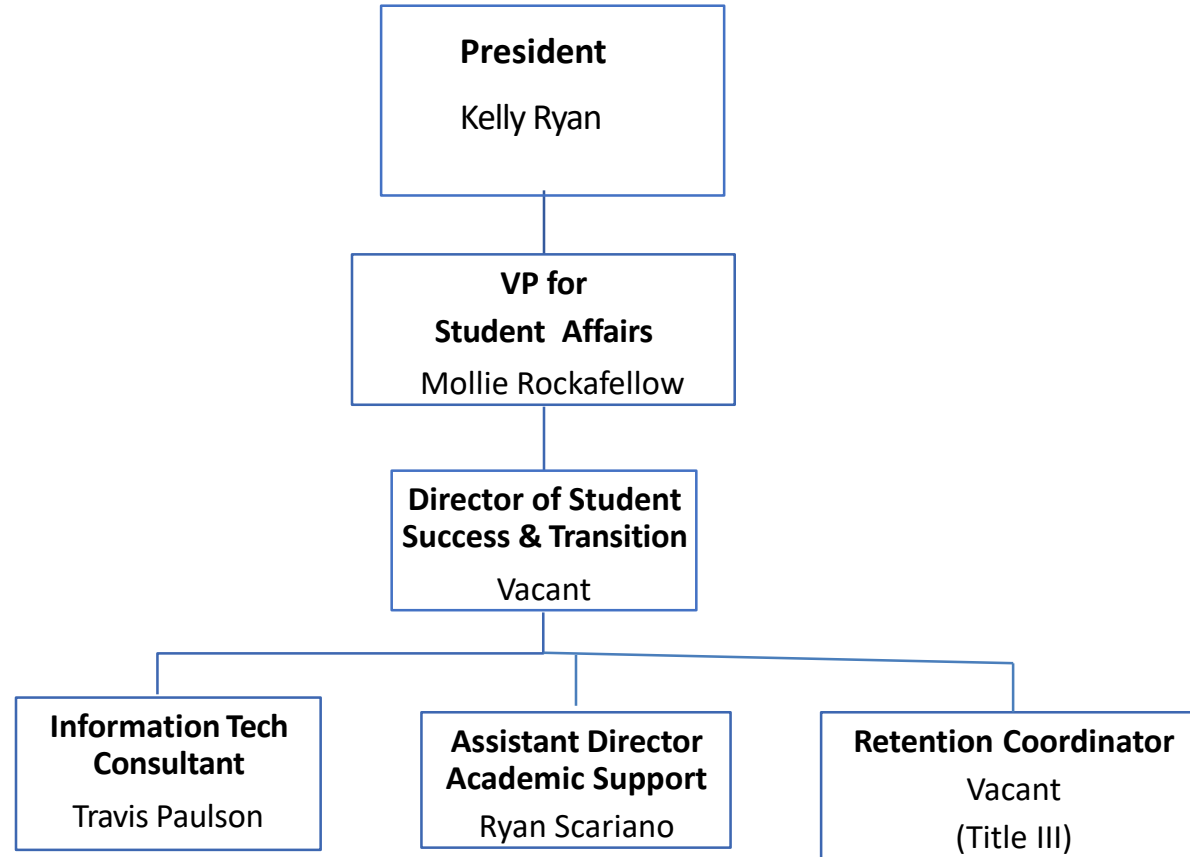 President
Kelly Ryan
VP for
Student Affairs
Mollie Rockafellow
Director of Student
Success & Transition
Vacant
Information Tech
Consultant
Travis Paulson
Assistant Director
Academic Support
Ryan Scariano
Retention Coordinator
Vacant
(Title III)